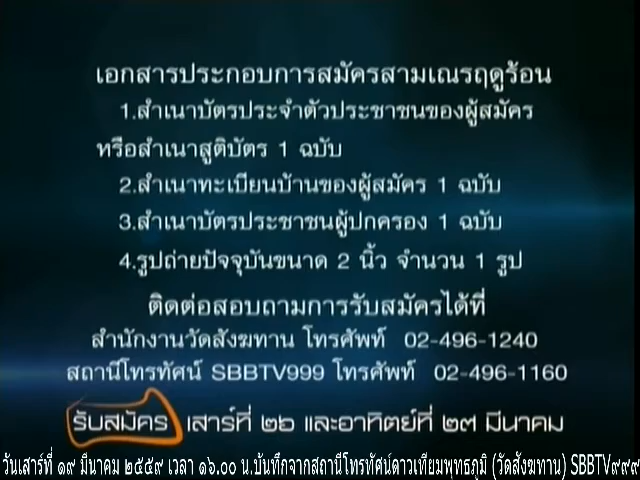 เอกสารประกอบการสมัครสามเณรฤดูร้อน
1.สำเนาบัตรประจำตัวประชาชนของผู้สมัคร
หรือสำเนาสูติบัตร 1 ฉบับ
2.สำเนาทะเบียนบ้านของผู้สมัคร 1 ฉบับ
3.สำเนาบัตรประชาชนผู้ปกครอง 1 ฉบับ
4.รูปถ่ายปัจจุบันขนาด 2 นิ้ว จำนวน 1 รูป
ติดต่อสอบถามการรับสมัครได้ที่
สำนักงานวัดสังฆทาน โทรศัพท์ 02-496-1240
สถานีโทรทัศน์ SBBTV999 โทรศัพท์ 02-496-1160
รับสมัคร เสาร์ที่ ๒๖ และอาทิตย์ที่ ๒๗ มีนาคม
วันเสาร์ที่ ๑๙ มีนาคม ๒๕๕๙ เวลา ๑๖.๐๐ น.บันทึกจากสถานีโทรทัศน์ดาวเทียมพุทธภูมิ (วัดสังฆทาน) SBBTV๙๙๙